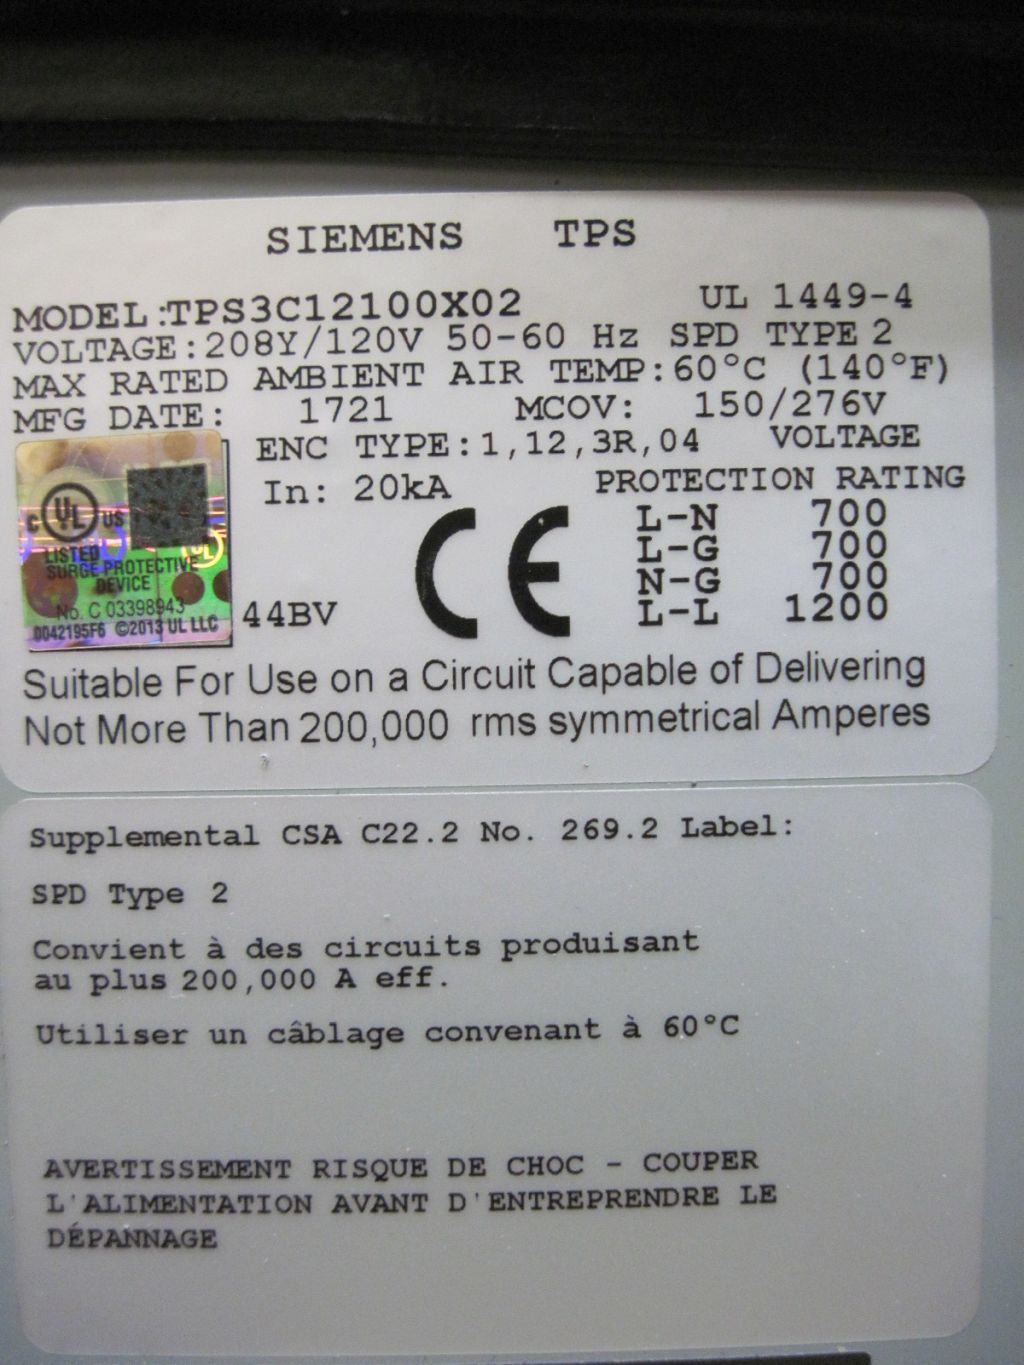 SIEMENS TPS
MODEL:TPS3C12100X02 UL 1449-4
VOLTAGE:208Y/120V 50-60 Hz SPD TYPE 2
MAX RATED AMBIENT AIR TEMP:60°C (140°F)
MFG DATE: 1721 MCOV: 150/276V
ENC TYPE:1,12,3R,04 VOLTAGE
In: 20kA PROTECTION RATING
L-N 700
L-G 700
N-G 700
L-L 1200
CE
C UL US
LISTED
SURGE PROTECTIVE
DEVICE
No. C 03398943
0042195F6 ©2013 UL LLC
44BV
Suitable For Use on a Circuit Capable of Delivering
Not More Than 200,000 rms symmetrical Amperes
Supplemental CSA C22.2 No. 269.2 Label:
SPD Type 2
Convient à des circuits produisant
au plus 200,000 A eff.
Utiliser un câblage convenant à 60°C
AVERTISSEMENT RISQUE DE CHOC - COUPER
L'ALIMENTATION AVANT D'ENTREPRENDRE LE
DÉPANNAGE